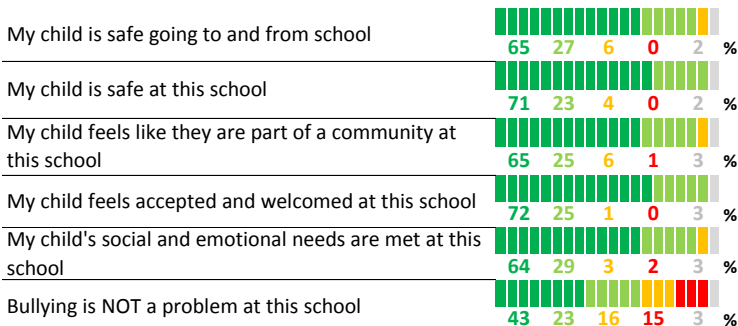 My child is safe going to and from school
65 27 6 0 2 %
My child is safe at this school
71 23 4 0 2 %
My child feels like they are part of a community at
this school
65 25 6 1 3 %
My child feels accepted and welcomed at this school
72 25 1 0 3 %
My child's social and emotional needs are met at this
school
64 29 3 2 3 %
Bullying is NOT a problem at this school
43 23 16 15 3 %